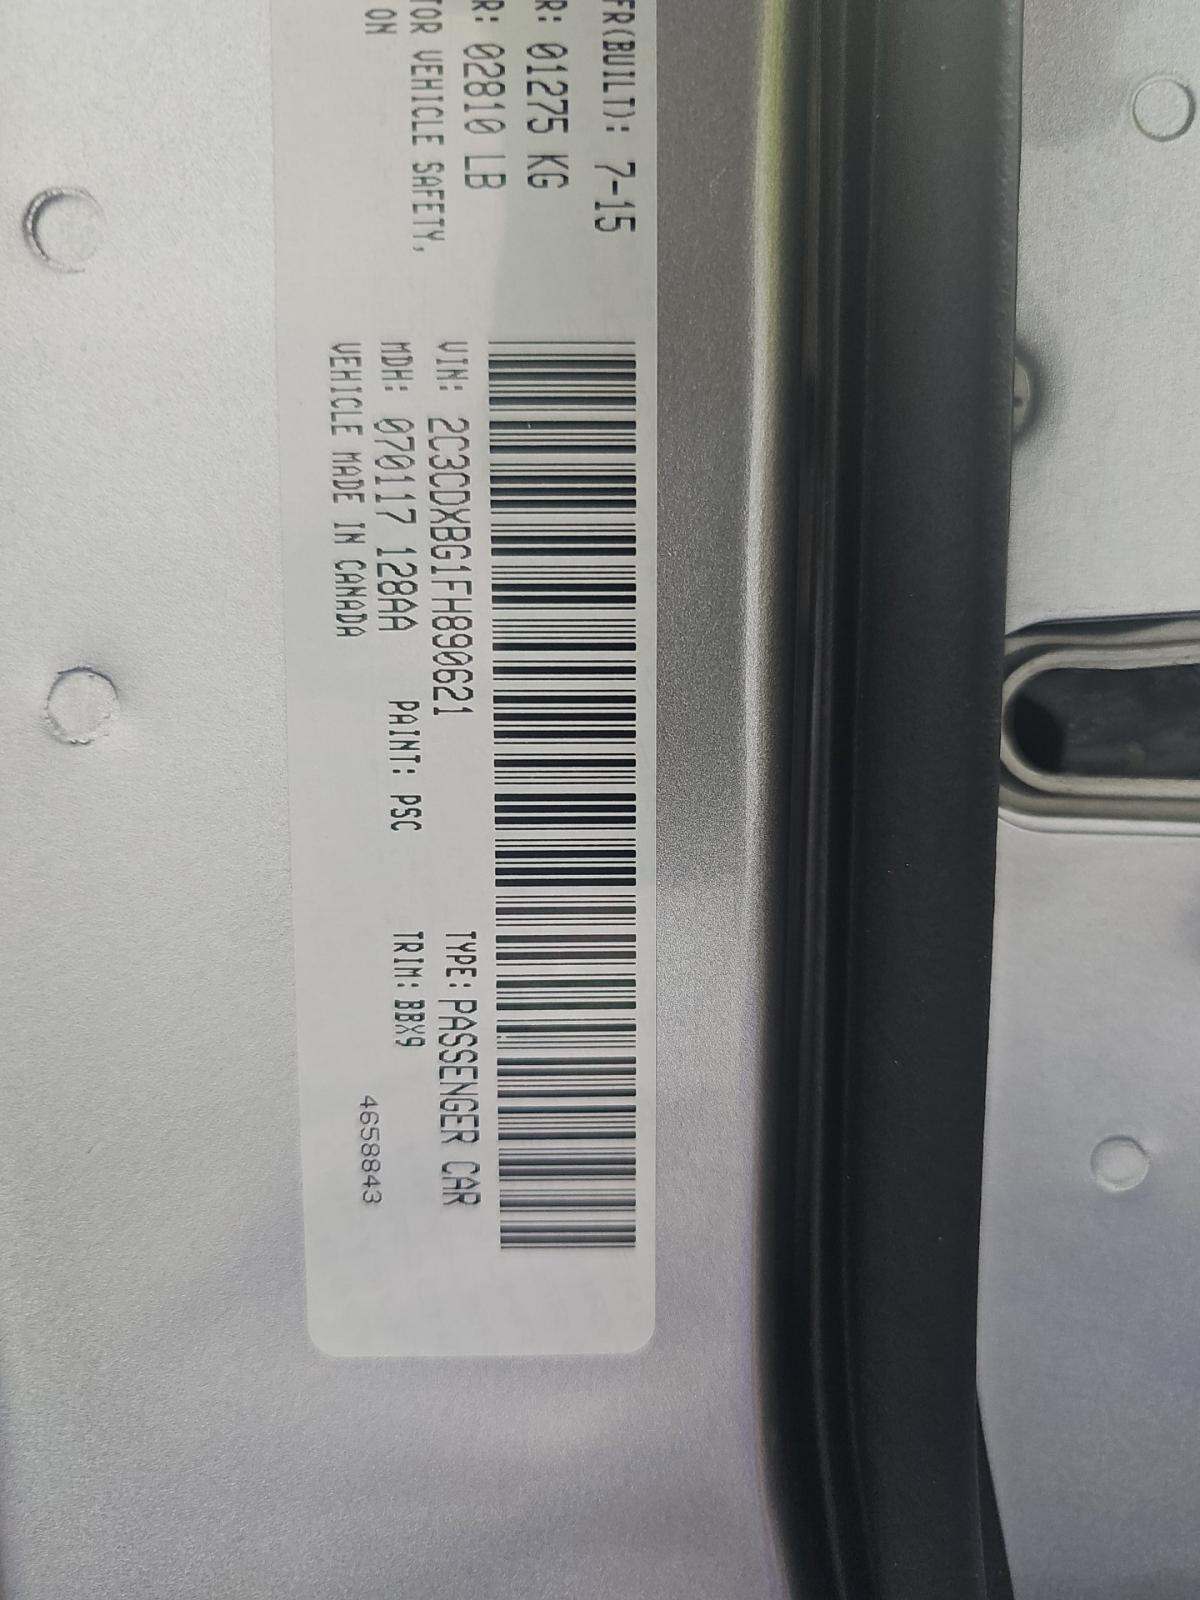 FR(BUILT): 7-15
R: 01275 KG
R: 02810 LB
TOR VEHICLE SAFETY,
ON
VIN: 2C3CDXBG1FH890621 TYPE: PASSENGER CAR
MDH: 070117 128AA PAINT: PSC TRIM: BBX9
VEHICLE MADE IN CANADA 4658843